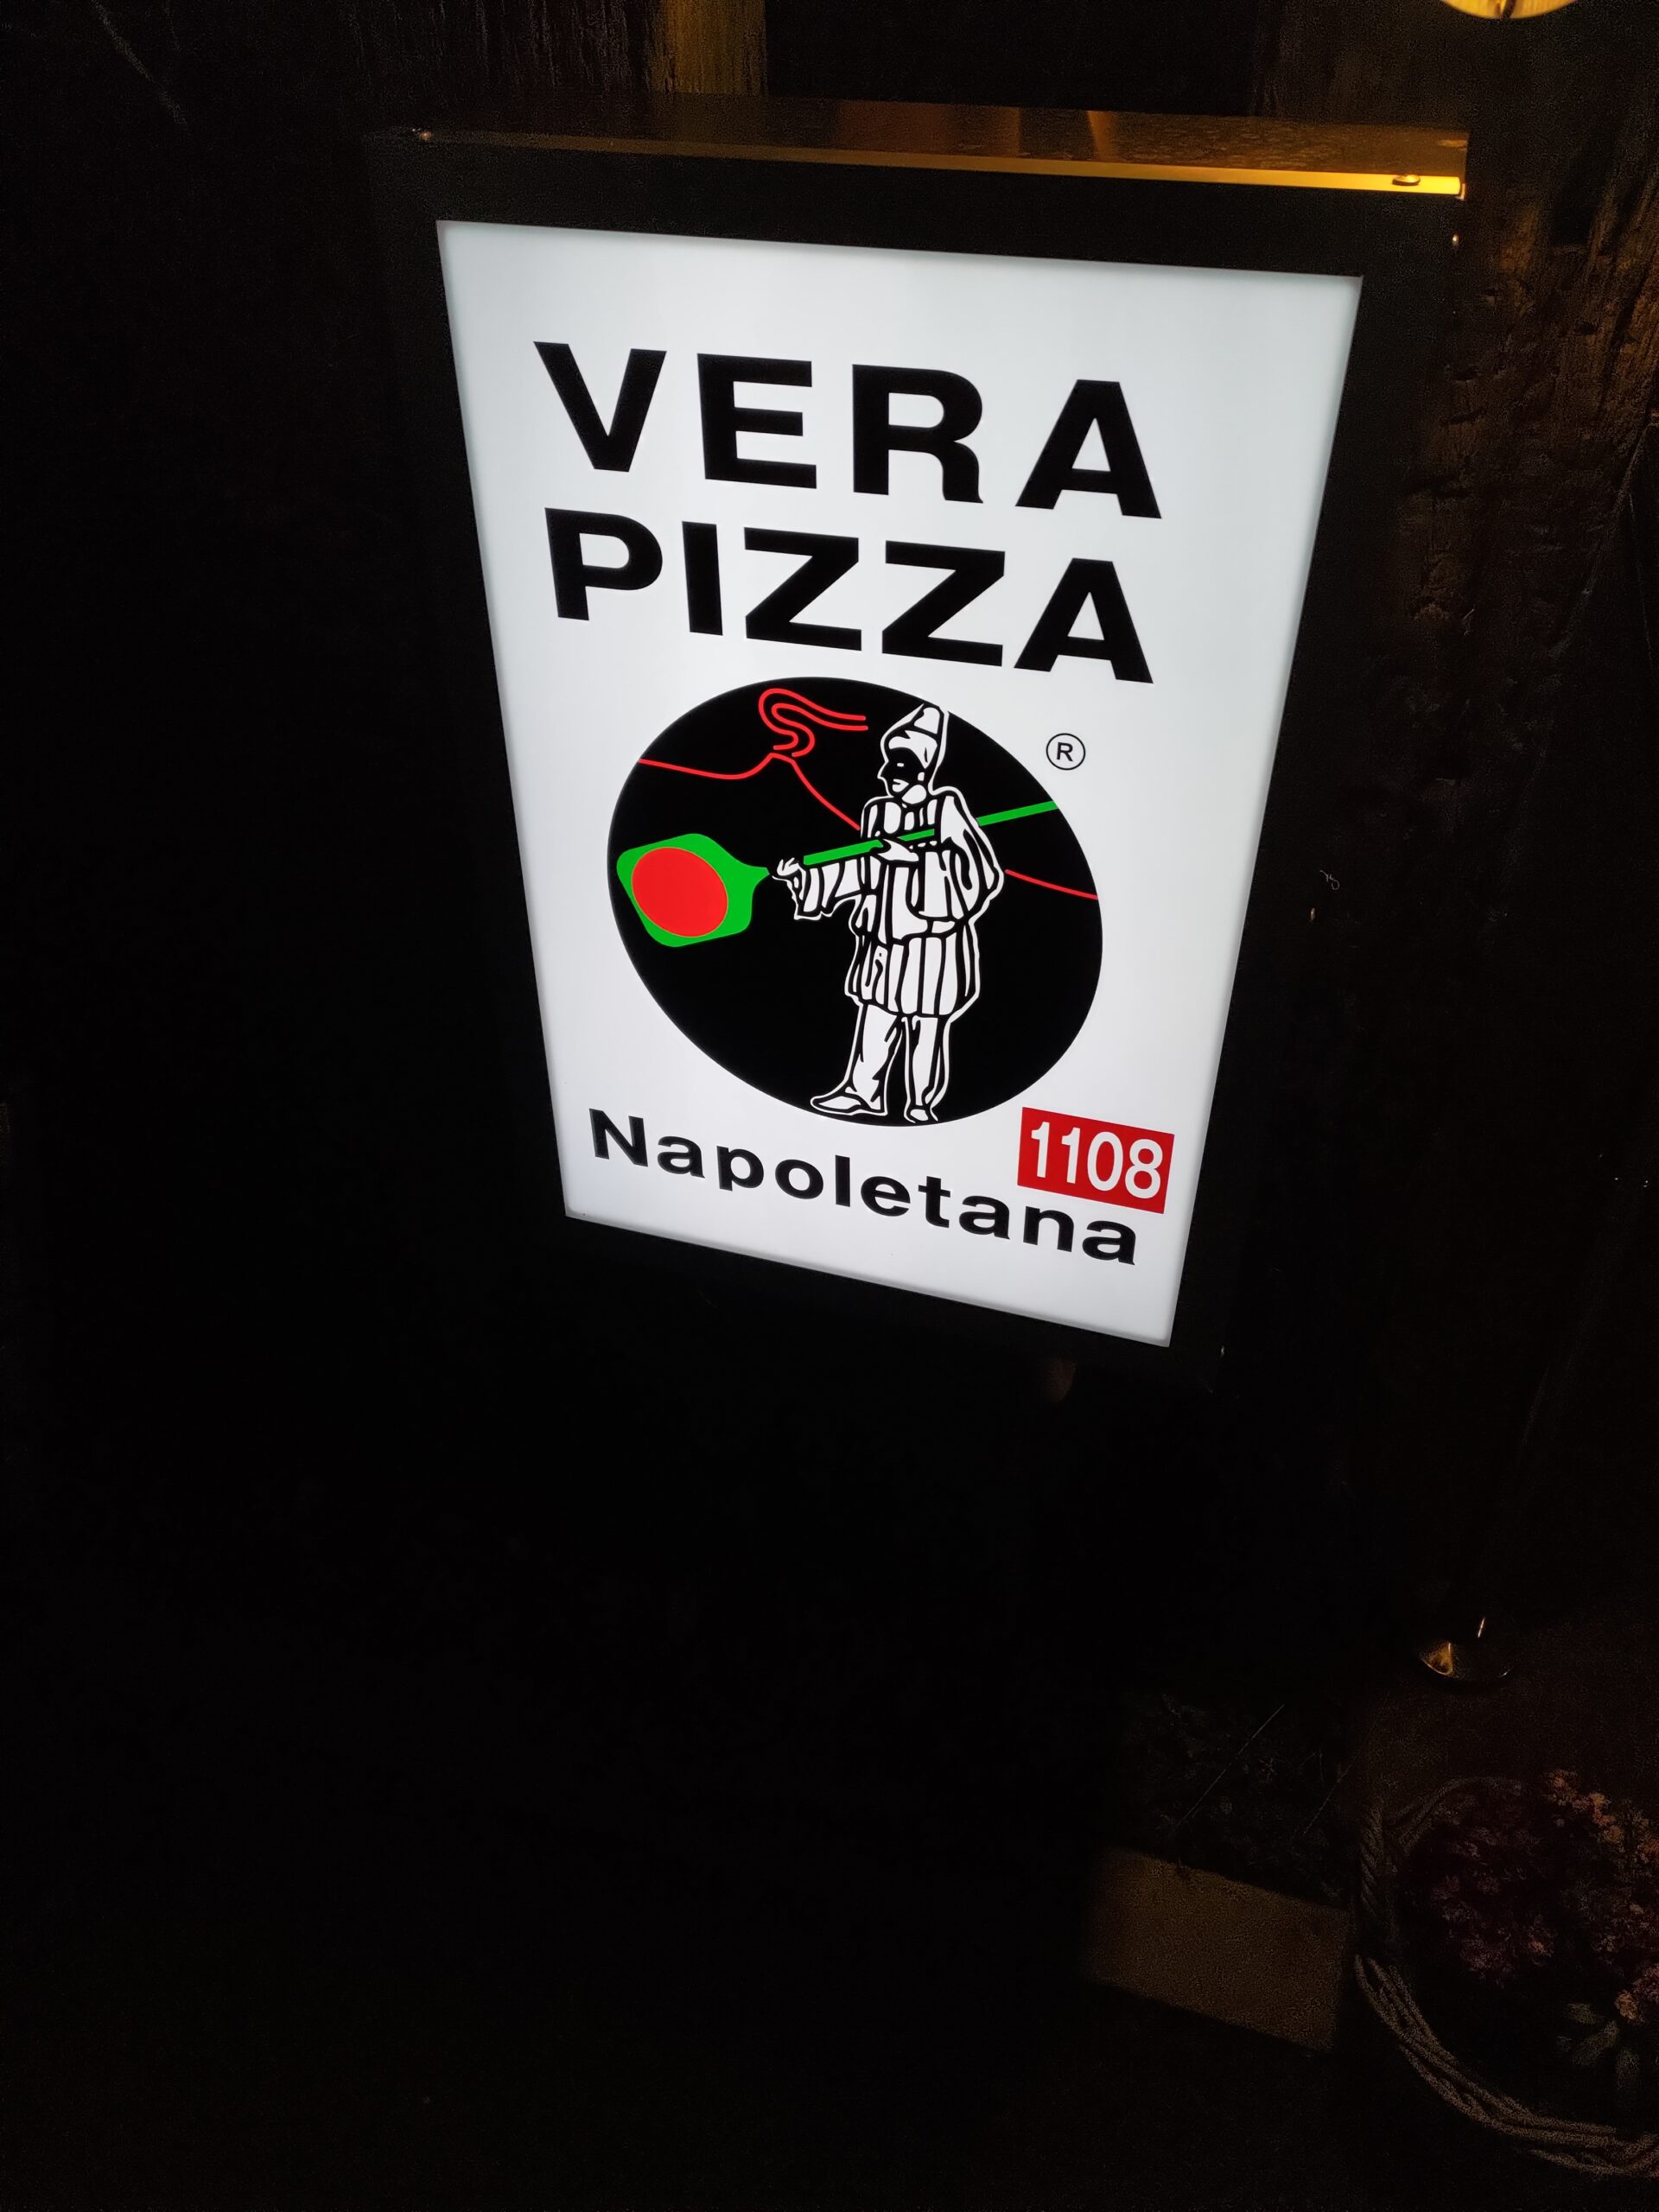 VERA
PIZZA
®
1108
Napoletana